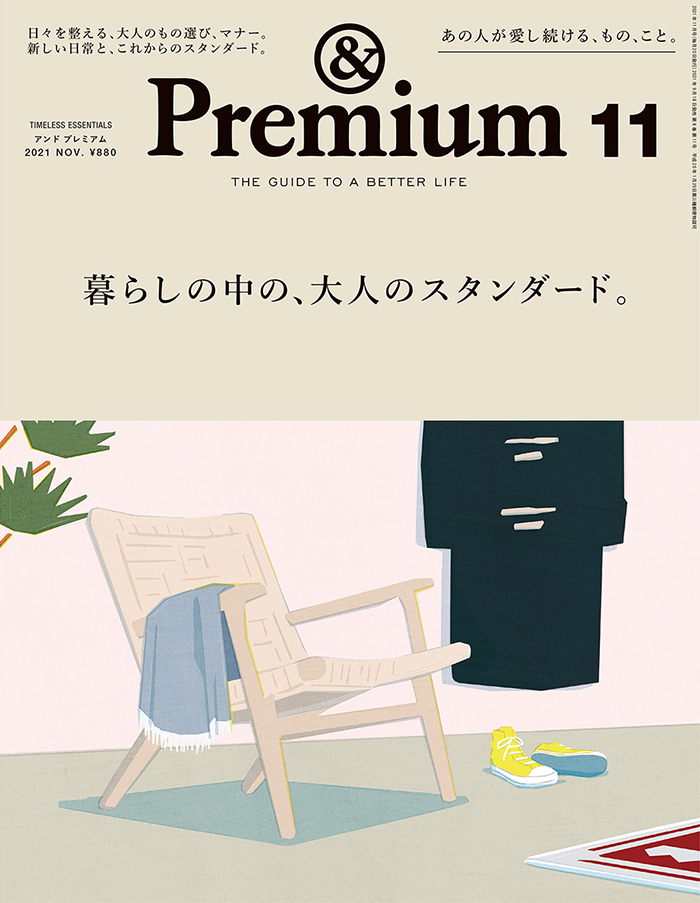 日々を整える、大人のもの選び、マナー。
新しい日常と、これからのスタンダード。
あの人が愛し続ける、もの、こと。
&
Premium 11
TIMELESS ESSENTIALS
アンド プレミアム
2021 NOV. ¥880
THE GUIDE TO A BETTER LIFE
暮らしの中の、大人のスタンダード。